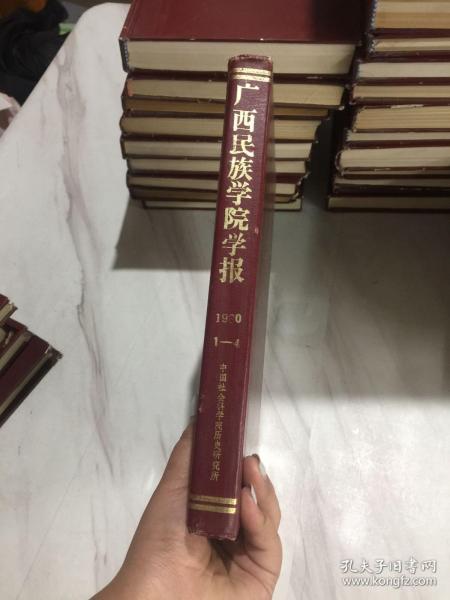 广西民族学院学报
1980
1—4
中国社会科学院历史研究所
孔夫子旧书网
www.kongfz.com